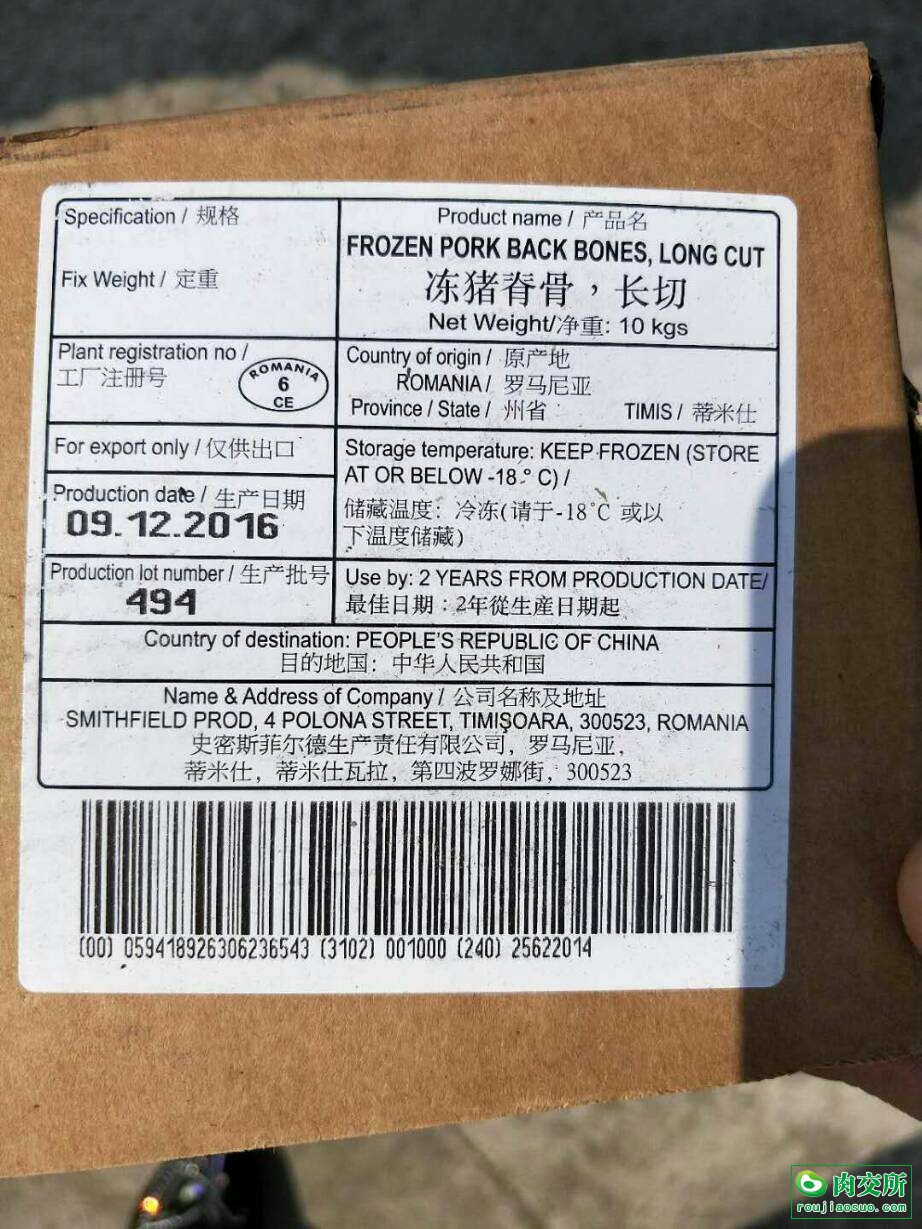 Specification / 规格
Fix Weight / 定重
Product name / 产品名
FROZEN PORK BACK BONES, LONG CUT
冻猪脊骨，长切
Net Weight/净重: 10 kgs
Plant registration no /
工厂注册号
ROMANIA
6
CE
Country of origin / 原产地
ROMANIA / 罗马尼亚
Province / State / 州省 TIMIS / 蒂米仕
For export only / 仅供出口
Storage temperature: KEEP FROZEN (STORE
AT OR BELOW -18 ° C) /
储藏温度: 冷冻(请于-18°C 或以
下温度储藏)
Production date / 生产日期
09.12.2016
Production lot number / 生产批号
494
Use by: 2 YEARS FROM PRODUCTION DATE/
最佳日期：2年從生産日期起
Country of destination: PEOPLE'S REPUBLIC OF CHINA
目的地国: 中华人民共和国
Name & Address of Company / 公司名称及地址
SMITHFIELD PROD, 4 POLONA STREET, TIMIŞOARA, 300523, ROMANIA
史密斯菲尔德生产责任有限公司, 罗马尼亚,
蒂米仕, 蒂米仕瓦拉, 第四波罗娜街, 300523
(00) 059418926306236543 (3102) 001000 (240) 25622014
肉交所
roujiaosuo.com